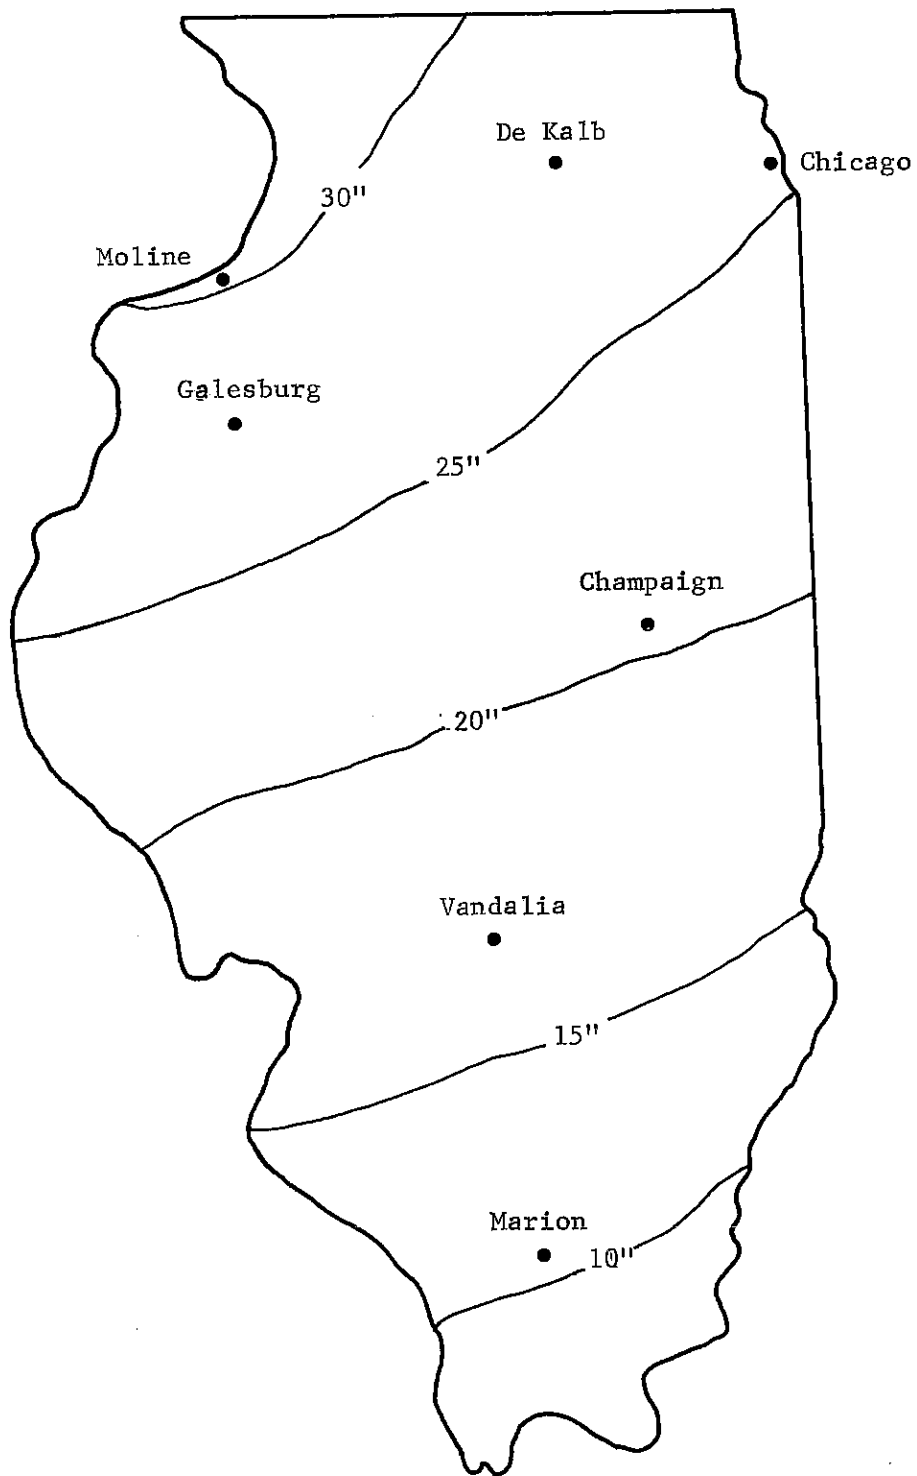 De Kalb
Chicago
30"
Moline
Galesburg
25"
Champaign
20"
Vandalia
15"
Marion
10"